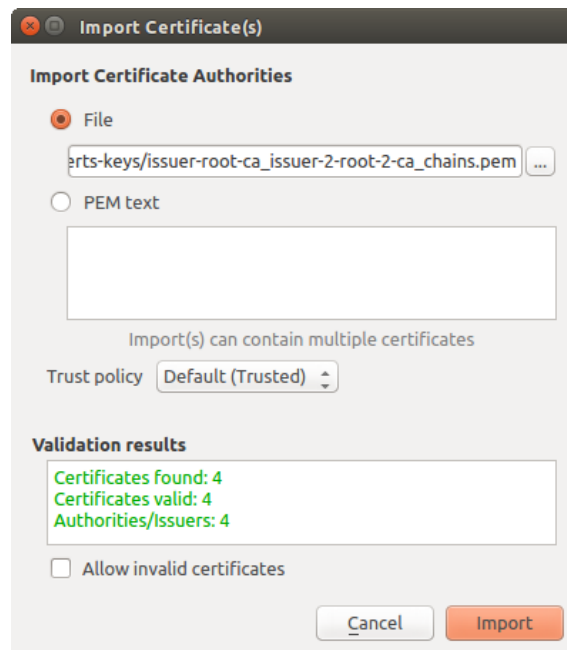 Import Certificate(s)
Import Certificate Authorities
File
erts-keys/issuer-root-ca_issuer-2-root-2-ca_chains.pem ...
PEM text
Import(s) can contain multiple certificates
Trust policy Default (Trusted)
Validation results
Certificates found: 4
Certificates valid: 4
Authorities/Issuers: 4
Allow invalid certificates
Cancel Import